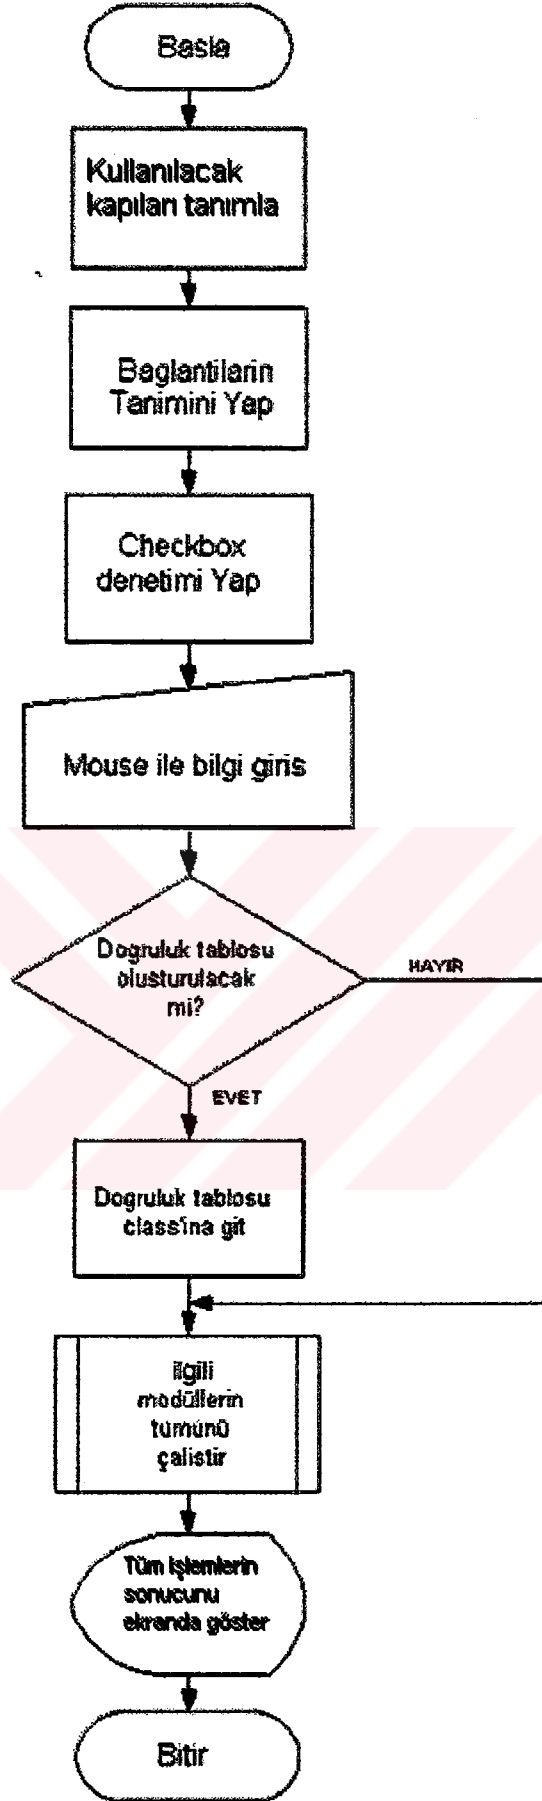 Basla
Kullanılacak
kapıları tanımla
Baglantilarin
Tanimini Yap
Checkbox
denetimi Yap
Mouse ile bilgi giris
Dogruluk tablosu
olusturulacak
mi?
HAYIR
EVET
Dogruluk tablosu
class'ina git
ilgili
modüllerin
tümünü
çalistir
Tüm işlemlerin
sonucunu
ekranda göster
Bitir